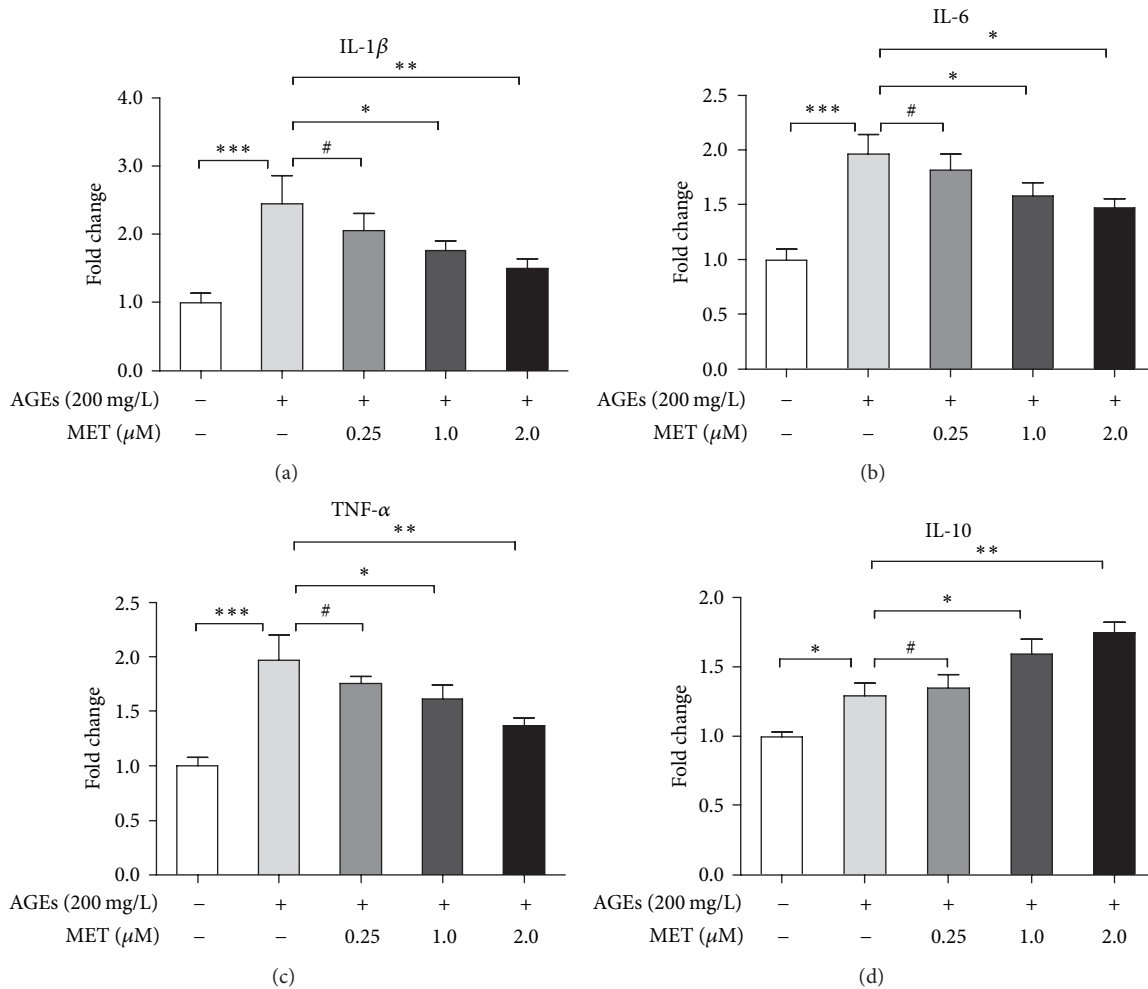 IL-1β
**
*
#
***
4.0
3.0
2.0
1.0
0.0
Fold change
AGEs (200 mg/L) – + + + +
MET (μM) – – 0.25 1.0 2.0
(a)
IL-6
*
*
#
***
2.5
2.0
1.5
1.0
0.5
0.0
Fold change
AGEs (200 mg/L) – + + + +
MET (μM) – – 0.25 1.0 2.0
(b)
TNF-α
**
*
#
***
2.5
2.0
1.5
1.0
0.5
0.0
Fold change
AGEs (200 mg/L) – + + + +
MET (μM) – – 0.25 1.0 2.0
(c)
IL-10
**
*
#
*
2.0
1.5
1.0
0.5
0.0
Fold change
AGEs (200 mg/L) – + + + +
MET (μM) – – 0.25 1.0 2.0
(d)